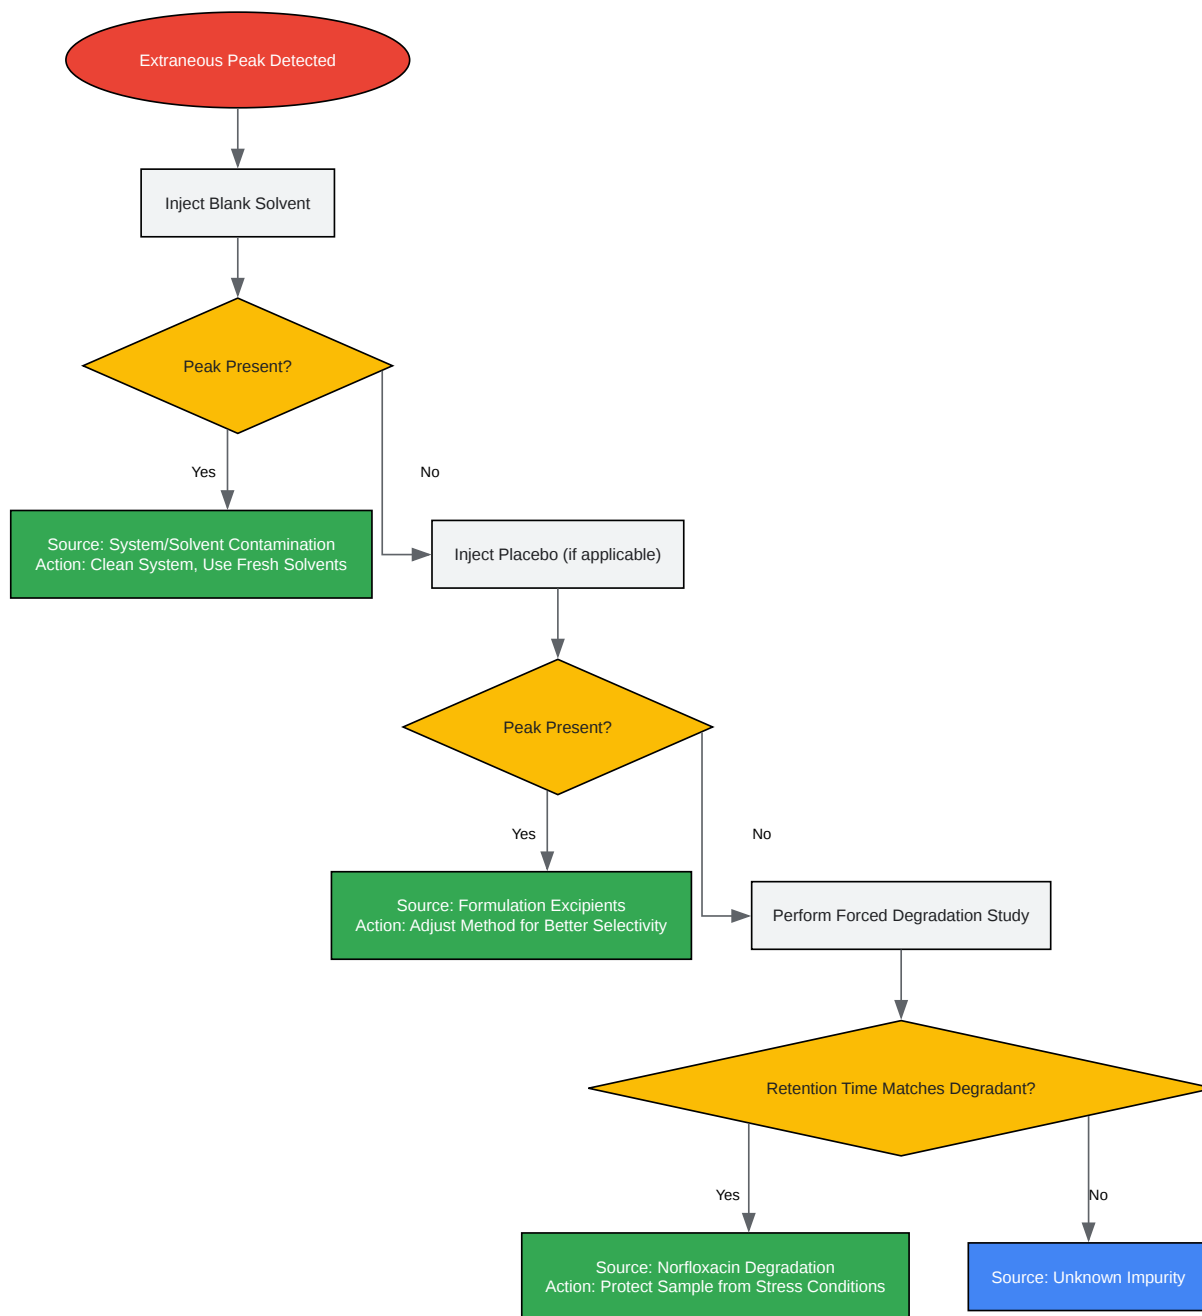 Extraneous Peak Detected
Inject Blank Solvent
Peak Present?
Yes
No
Source: System/Solvent Contamination
Action: Clean System, Use Fresh Solvents
Inject Placebo (if applicable)
Peak Present?
Yes
No
Source: Formulation Excipients
Action: Adjust Method for Better Selectivity
Perform Forced Degradation Study
Retention Time Matches Degradant?
Yes
No
Source: Norfloxacin Degradation
Action: Protect Sample from Stress Conditions
Source: Unknown Impurity